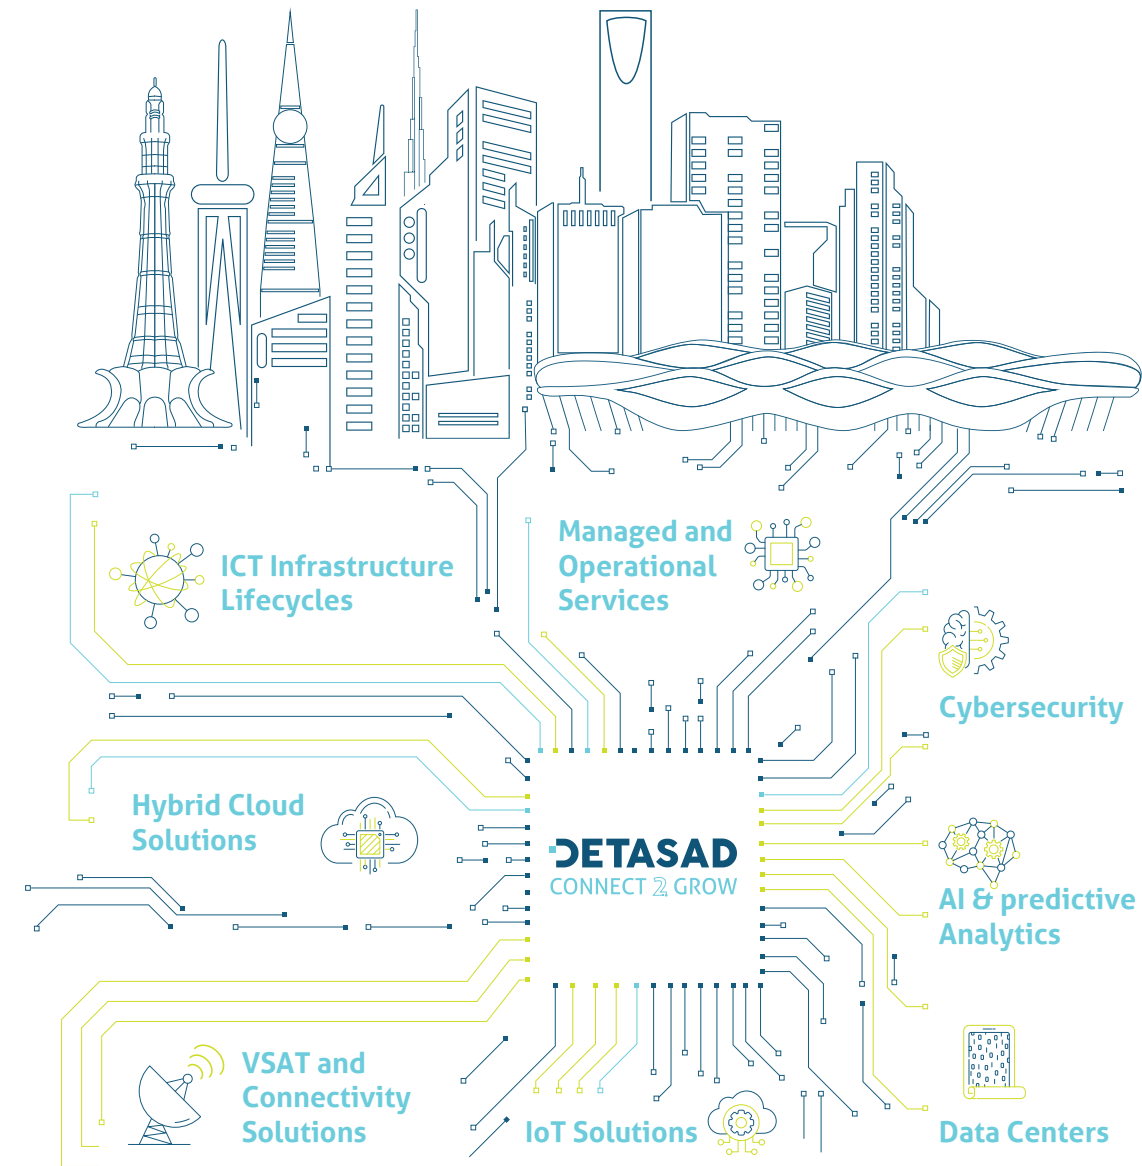 ICT Infrastructure
Lifecycles
Managed and
Operational
Services
Cybersecurity
Hybrid Cloud
Solutions
DETASAD
CONNECT 2 GROW
AI & predictive
Analytics
VSAT and
Connectivity
Solutions
IoT Solutions
Data Centers